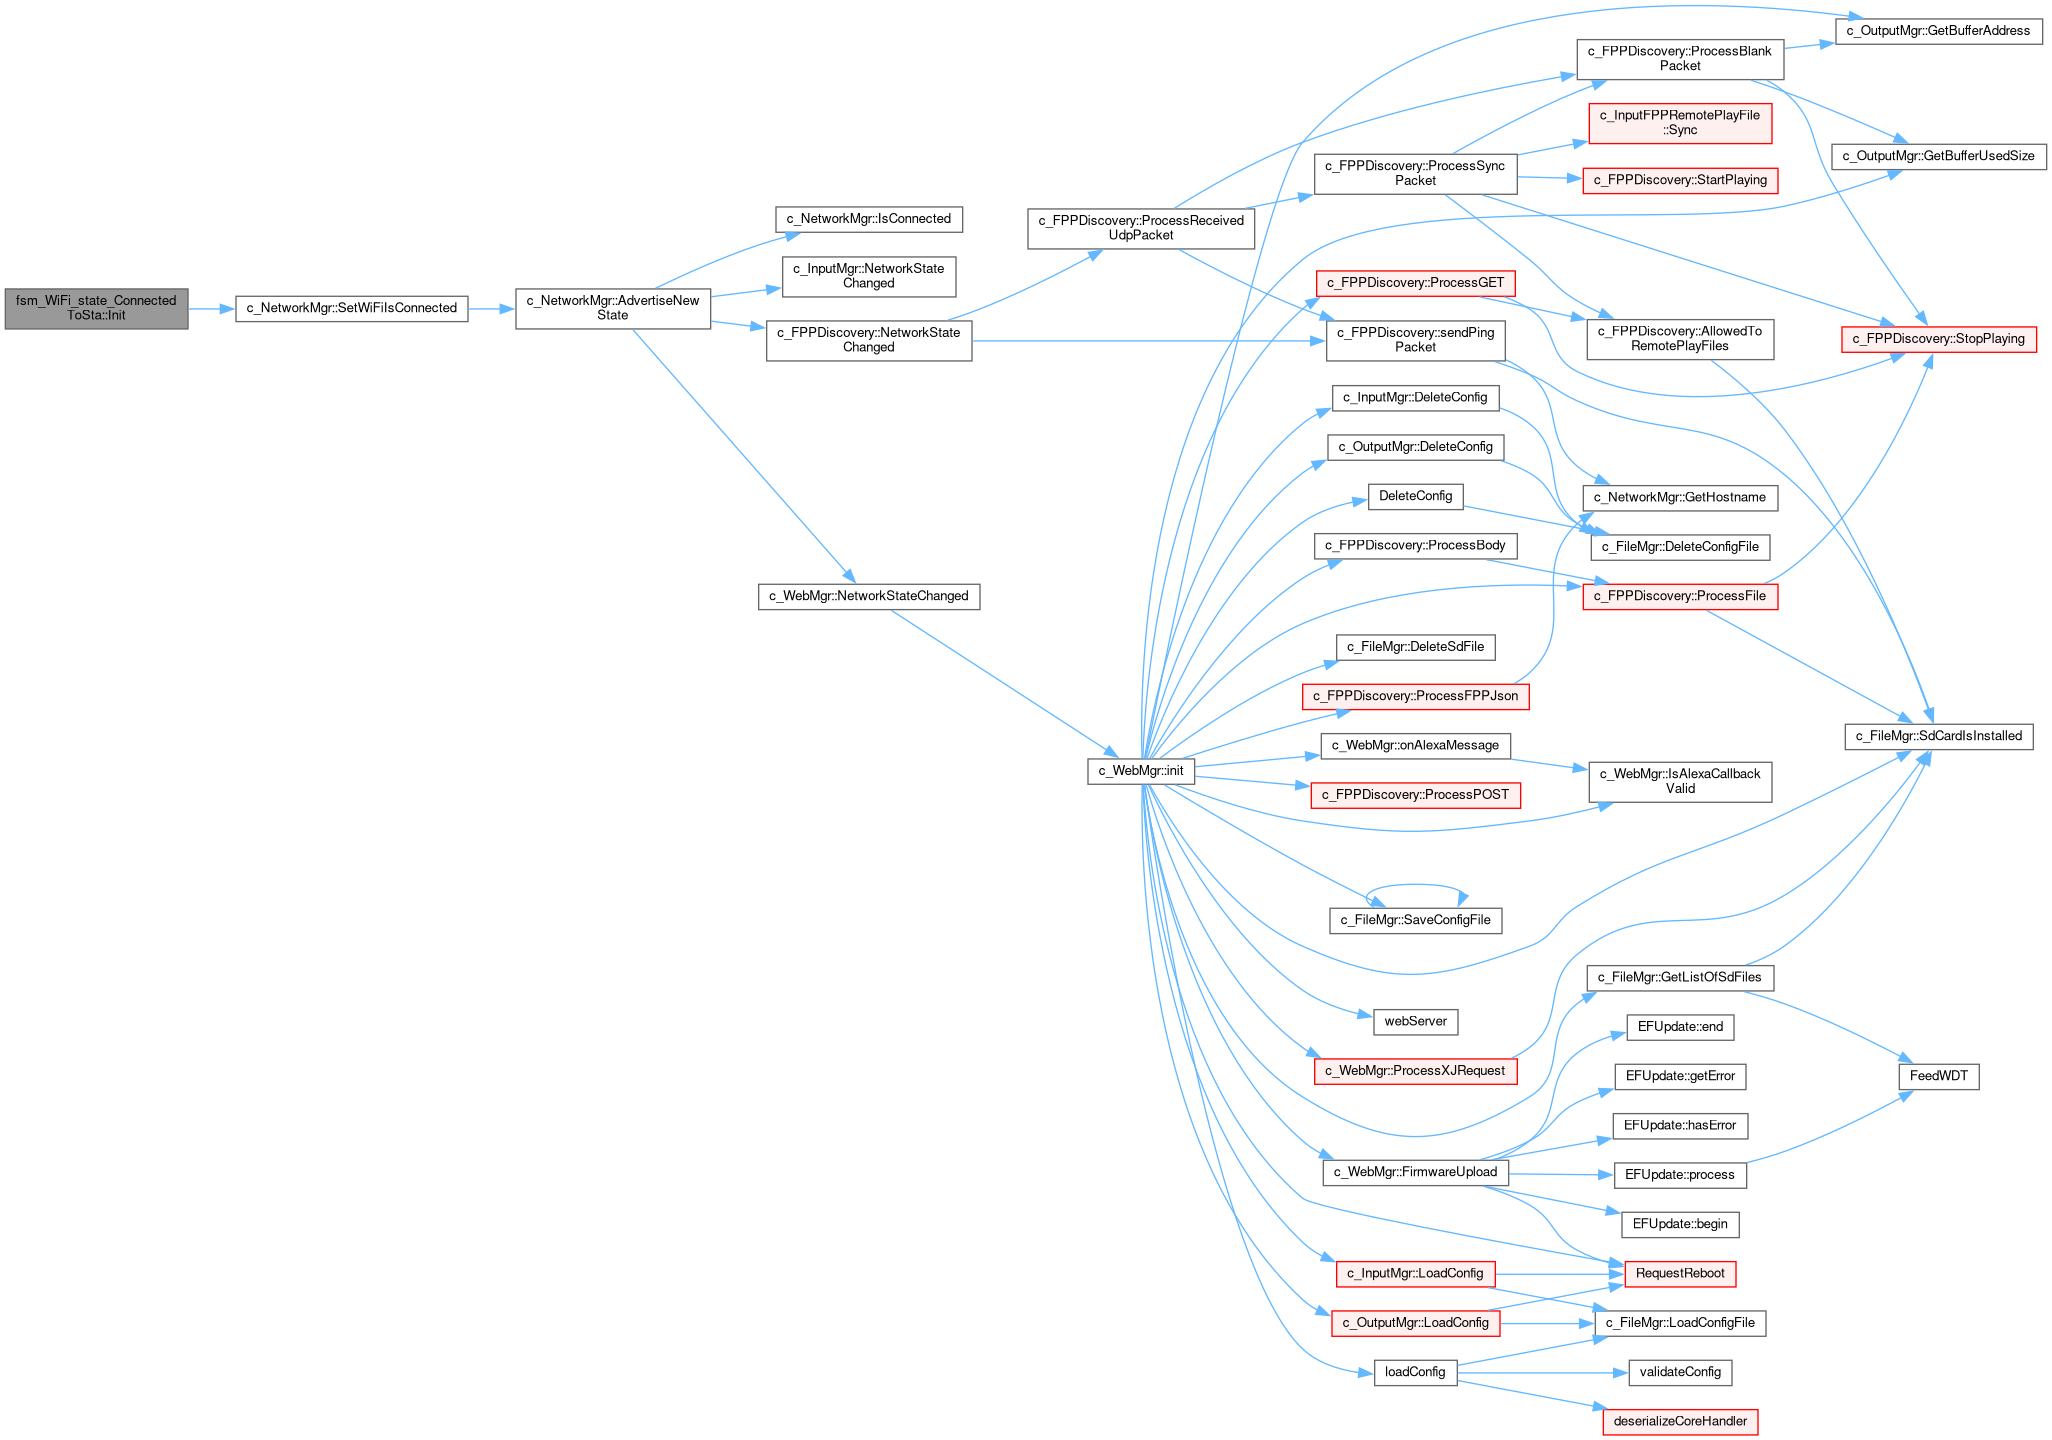 fsm_WiFi_state_Connected
ToSta::Init
c_NetworkMgr::SetWiFiIsConnected
c_NetworkMgr::AdvertiseNew
State
c_NetworkMgr::IsConnected
c_InputMgr::NetworkState
Changed
c_FPPDiscovery::NetworkState
Changed
c_WebMgr::NetworkStateChanged
c_FPPDiscovery::ProcessReceived
UdpPacket
c_WebMgr::init
c_FPPDiscovery::ProcessSync
Packet
c_FPPDiscovery::ProcessGET
c_FPPDiscovery::sendPing
Packet
c_InputMgr::DeleteConfig
c_OutputMgr::DeleteConfig
DeleteConfig
c_FPPDiscovery::ProcessBody
c_FileMgr::DeleteSdFile
c_FPPDiscovery::ProcessFPPJson
c_WebMgr::onAlexaMessage
c_FPPDiscovery::ProcessPOST
c_FileMgr::SaveConfigFile
webServer
c_WebMgr::ProcessXJRequest
c_WebMgr::FirmwareUpload
c_InputMgr::LoadConfig
c_OutputMgr::LoadConfig
loadConfig
c_FPPDiscovery::ProcessBlank
Packet
c_InputFPPRemotePlayFile
::Sync
c_FPPDiscovery::StartPlaying
c_FPPDiscovery::AllowedTo
RemotePlayFiles
c_NetworkMgr::GetHostname
c_FileMgr::DeleteConfigFile
c_FPPDiscovery::ProcessFile
c_WebMgr::IsAlexaCallback
Valid
c_FileMgr::GetListOfSdFiles
EFUpdate::end
EFUpdate::getError
EFUpdate::hasError
EFUpdate::process
EFUpdate::begin
RequestReboot
c_FileMgr::LoadConfigFile
validateConfig
deserializeCoreHandler
c_OutputMgr::GetBufferAddress
c_OutputMgr::GetBufferUsedSize
c_FPPDiscovery::StopPlaying
c_FileMgr::SdCardIsInstalled
FeedWDT